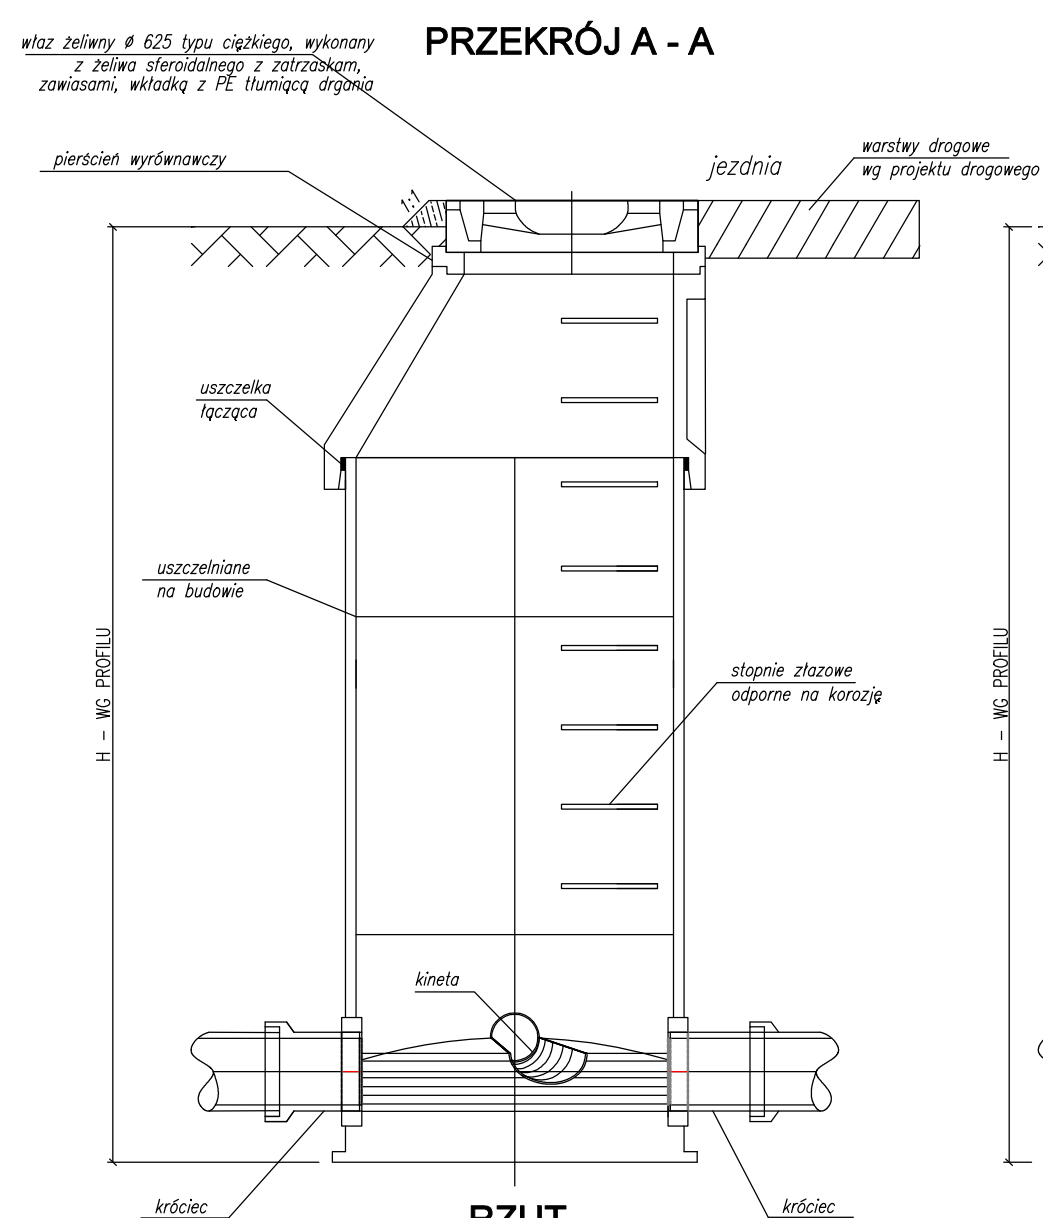 PRZEKRÓJ A - A
właz żeliwny ø 625 typu ciężkiego, wykonany
z żeliwa sferoidalnego z zatrzaskam,
zawiasami, wkładką z PE tłumiącą drgania
pierścień wyrównawczy
1:1
jezdnia
warstwy drogowe
wg projektu drogowego
uszczelka
łącząca
uszczelniane
na budowie
H - WG PROFILU
H - WG PROFILU
stopnie złazowe
odporne na korozję
kineta
króciec
króciec
RZUT